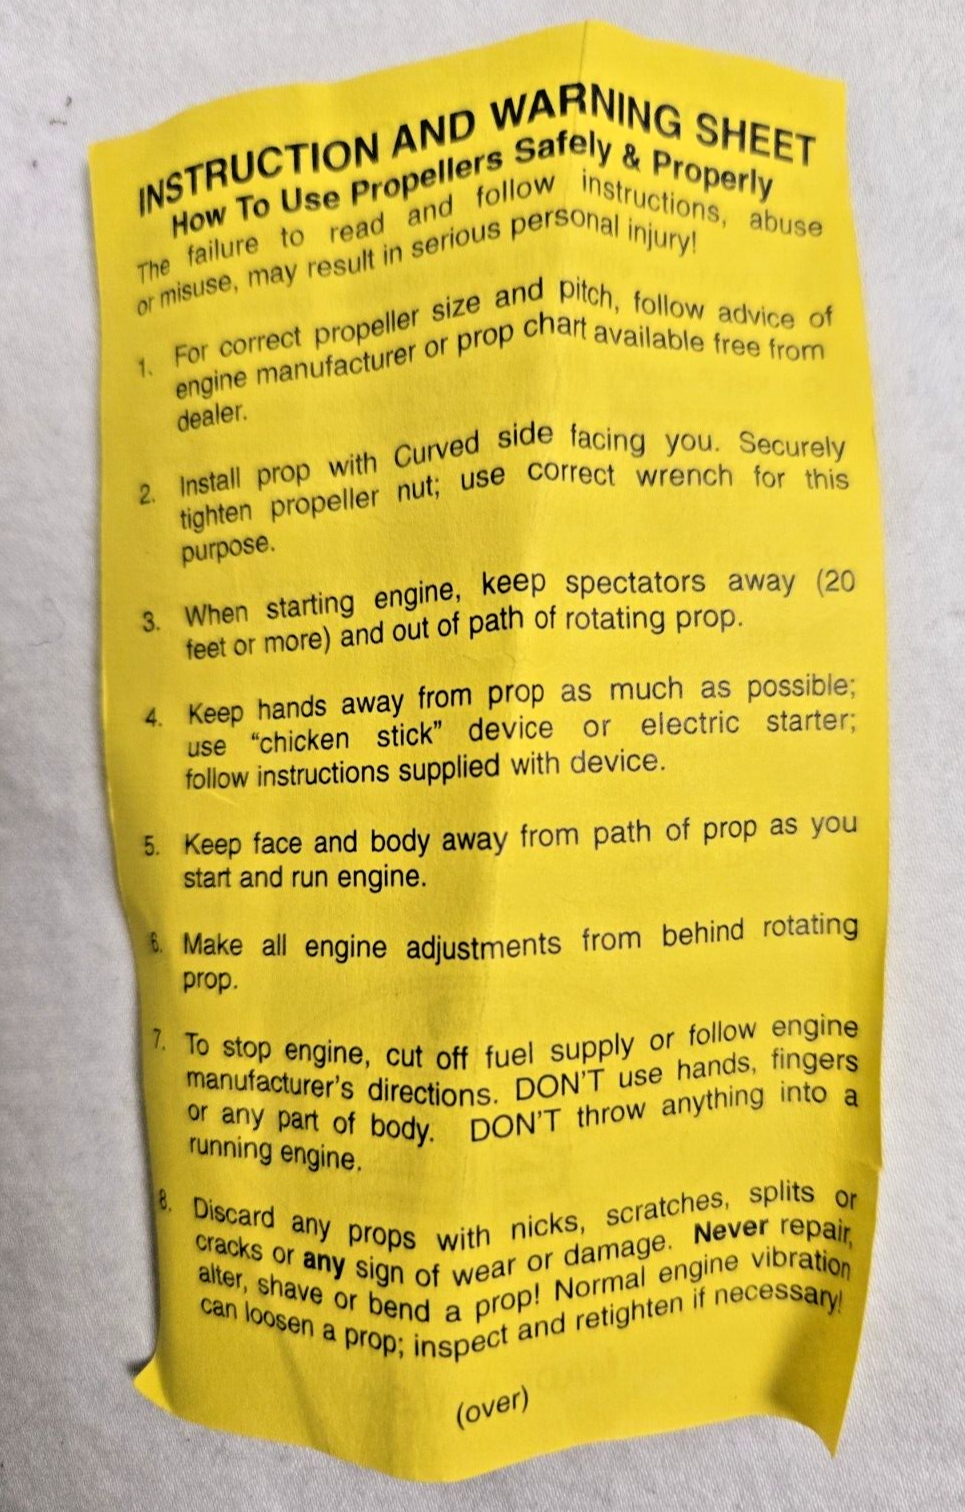 INSTRUCTION AND WARNING SHEET
How To Use Propellers Safely & Properly
The failure to read and follow instructions, abuse
or misuse, may result in serious personal injury!
1. For correct propeller size and pitch, follow advice of
engine manufacturer or prop chart available free from
dealer.
2. Install prop with Curved side facing you. Securely
tighten propeller nut; use correct wrench for this
purpose.
3. When starting engine, keep spectators away (20
feet or more) and out of path of rotating prop.
4. Keep hands away from prop as much as possible;
use “chicken stick” device or electric starter;
follow instructions supplied with device.
5. Keep face and body away from path of prop as you
start and run engine.
6. Make all engine adjustments from behind rotating
prop.
7. To stop engine, cut off fuel supply or follow engine
manufacturer's directions. DON'T use hands, fingers
or any part of body. DON'T throw anything into a
running engine.
8. Discard any props with nicks, scratches, splits or
cracks or any sign of wear or damage. Never repair,
alter, shave or bend a prop! Normal engine vibration
can loosen a prop; inspect and retighten if necessary!
(over)